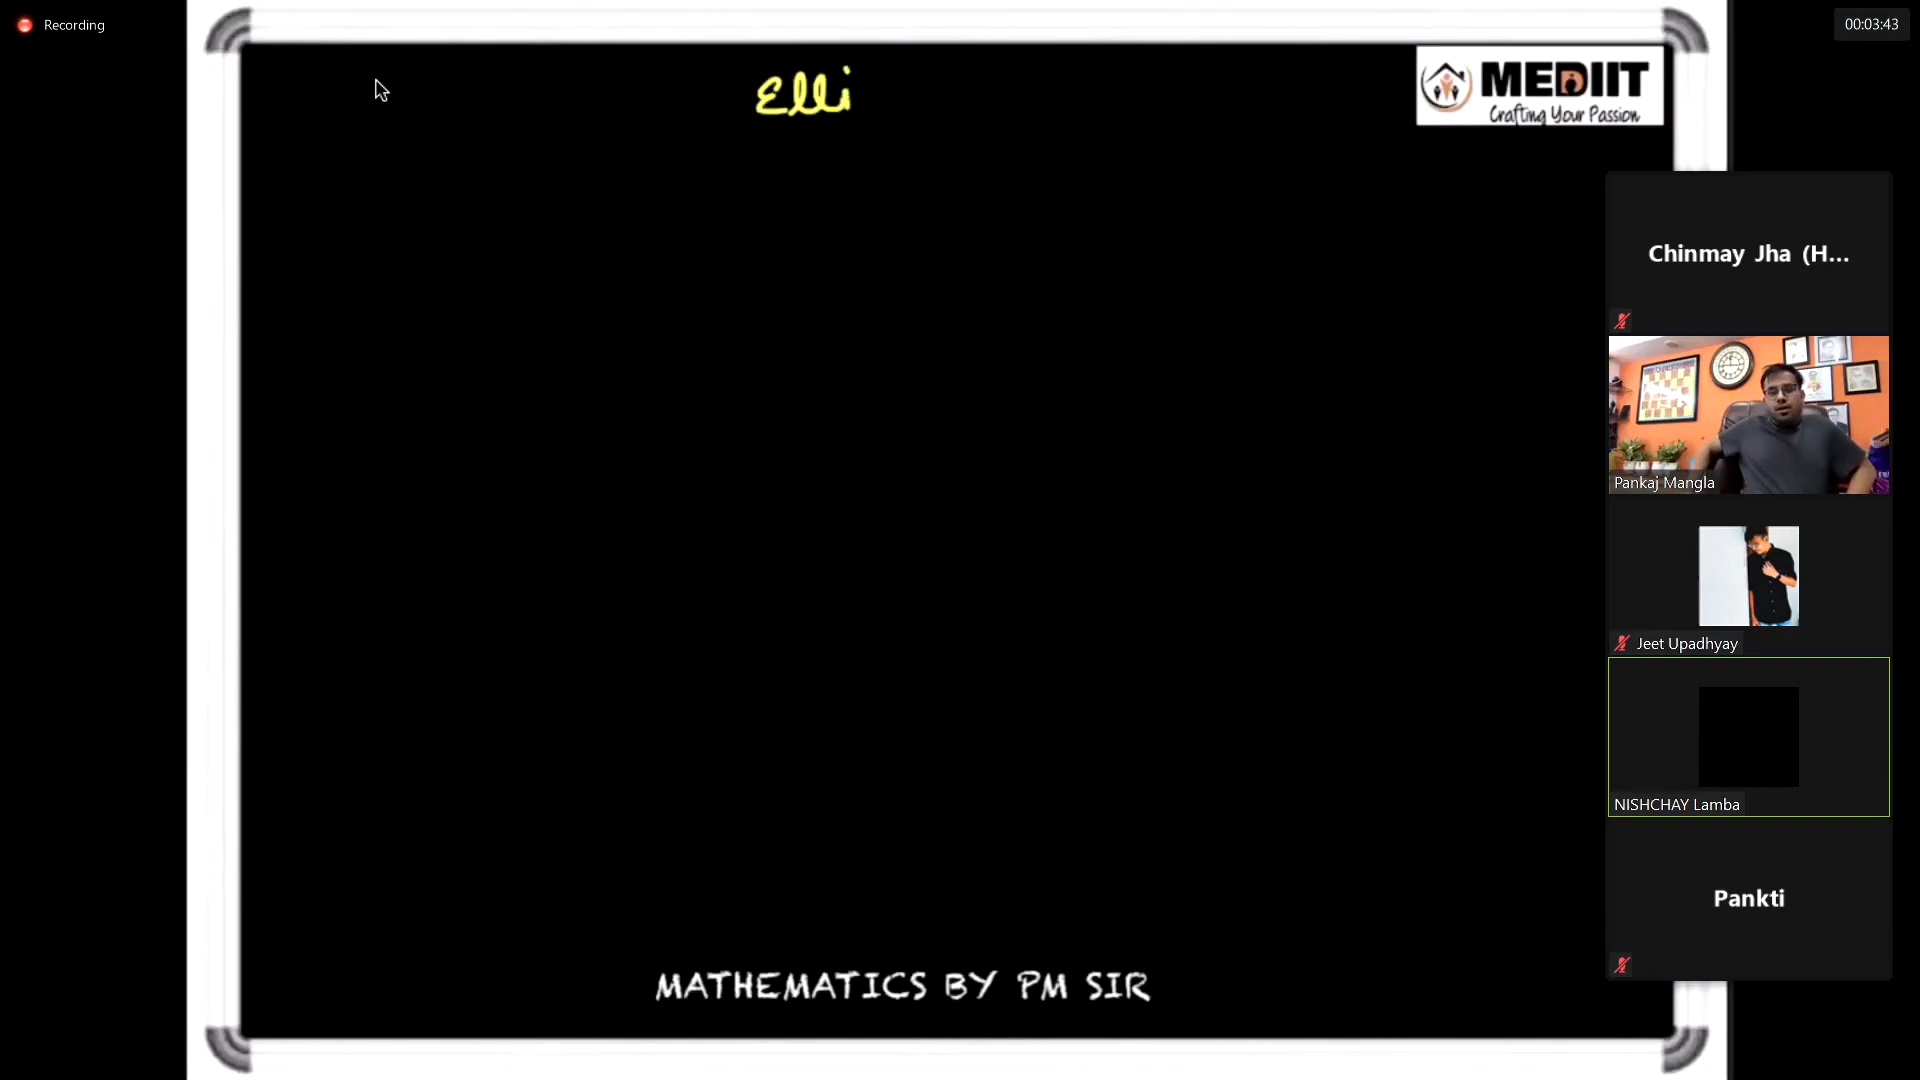 Recording
00:03:43
Elli
MEDIIT
Crafting Your Passion
Chinmay Jha (H...
Pankaj Mangla
Jeet Upadhyay
NISHCHAY Lamba
Pankti
MATHEMATICS BY PM SIR